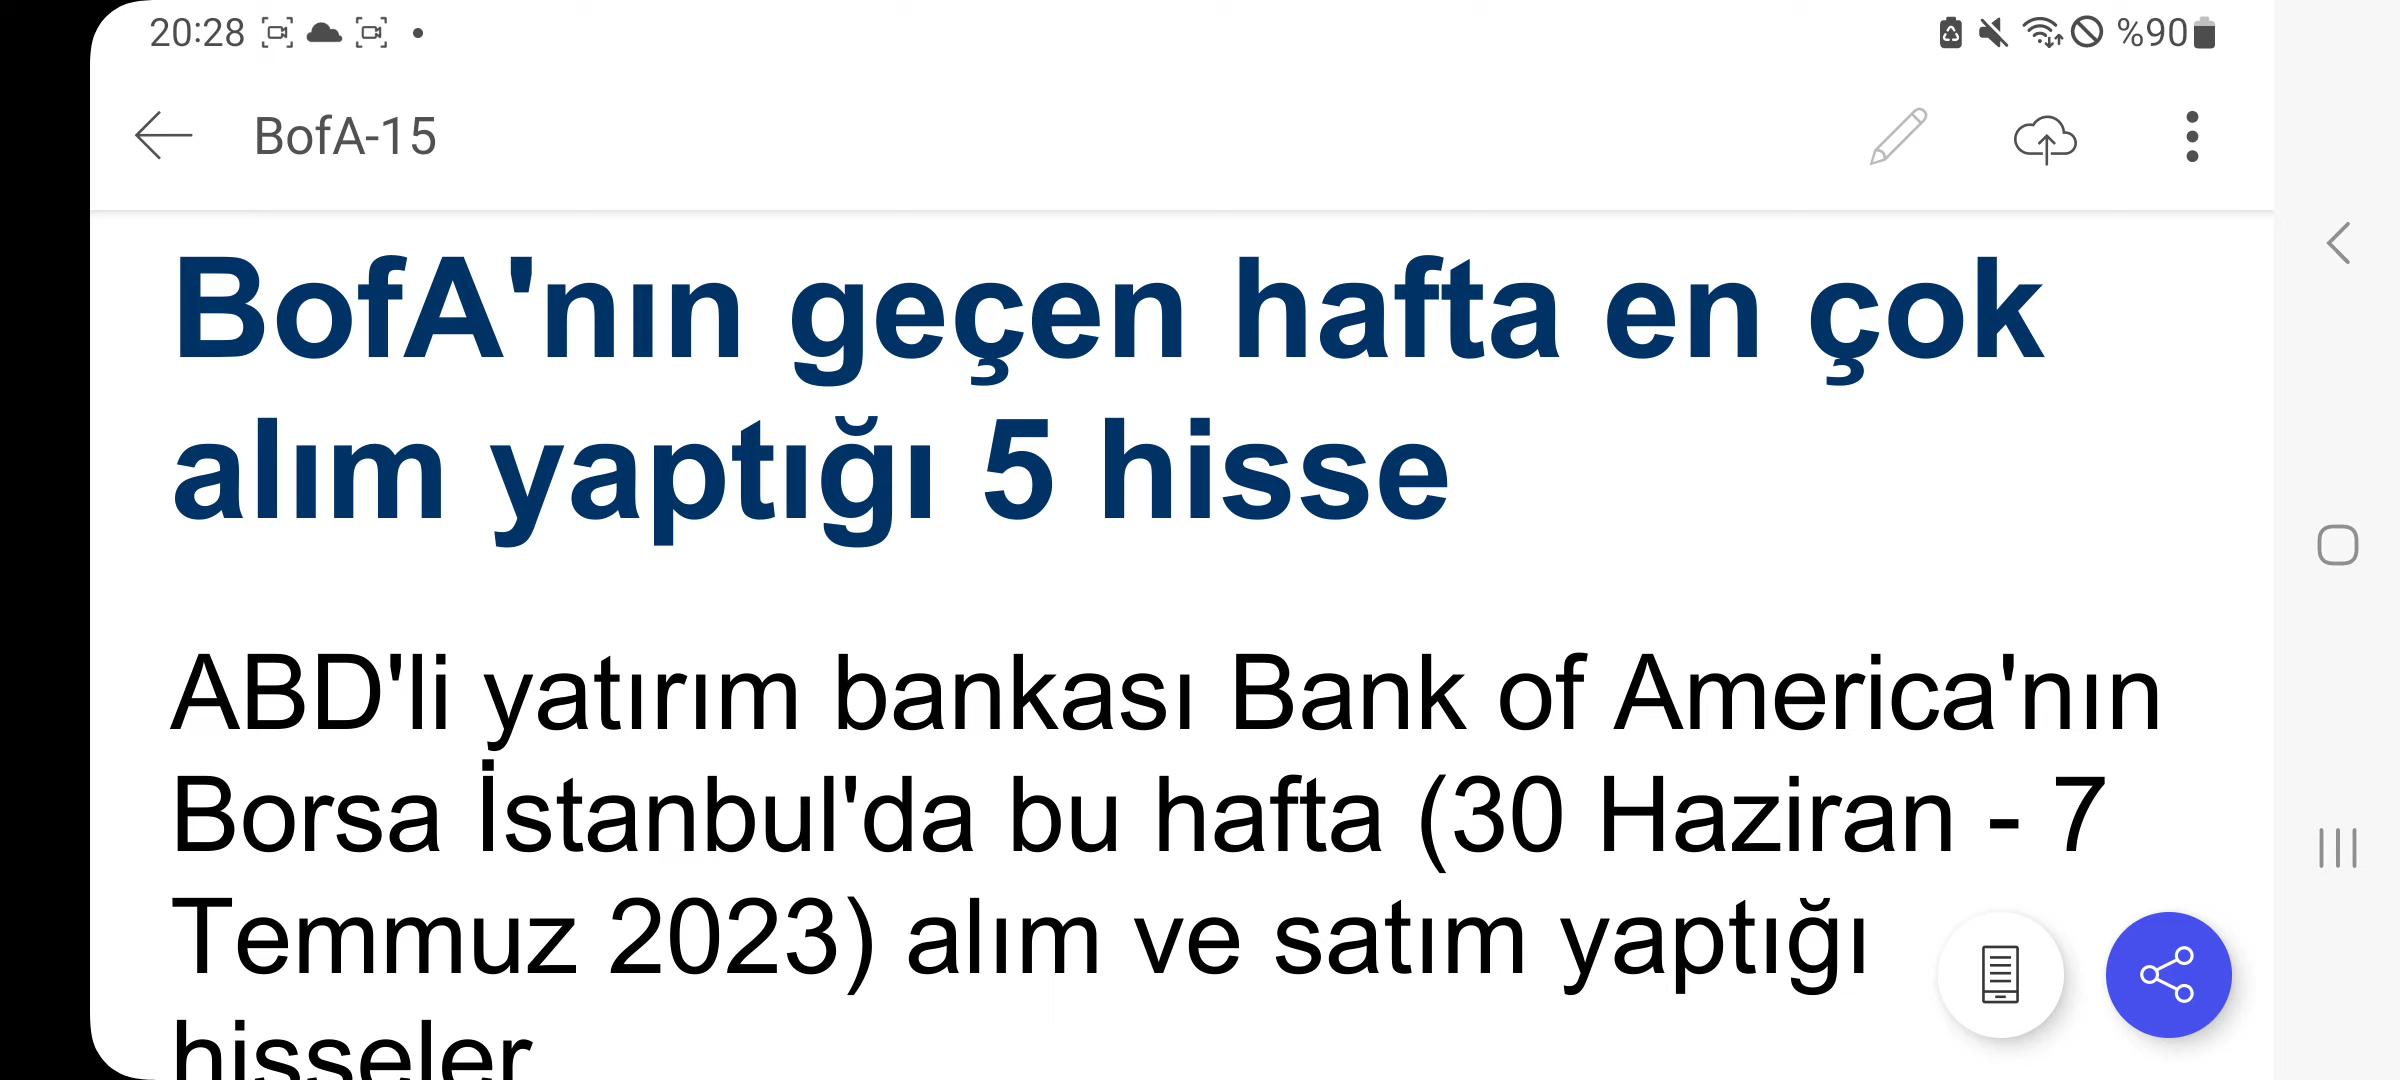 20:28
%90
BofA-15
BofA'nın geçen hafta en çok
alım yaptığı 5 hisse
ABD'li yatırım bankası Bank of America'nın
Borsa İstanbul'da bu hafta (30 Haziran - 7
Temmuz 2023) alım ve satım yaptığı
hisseler